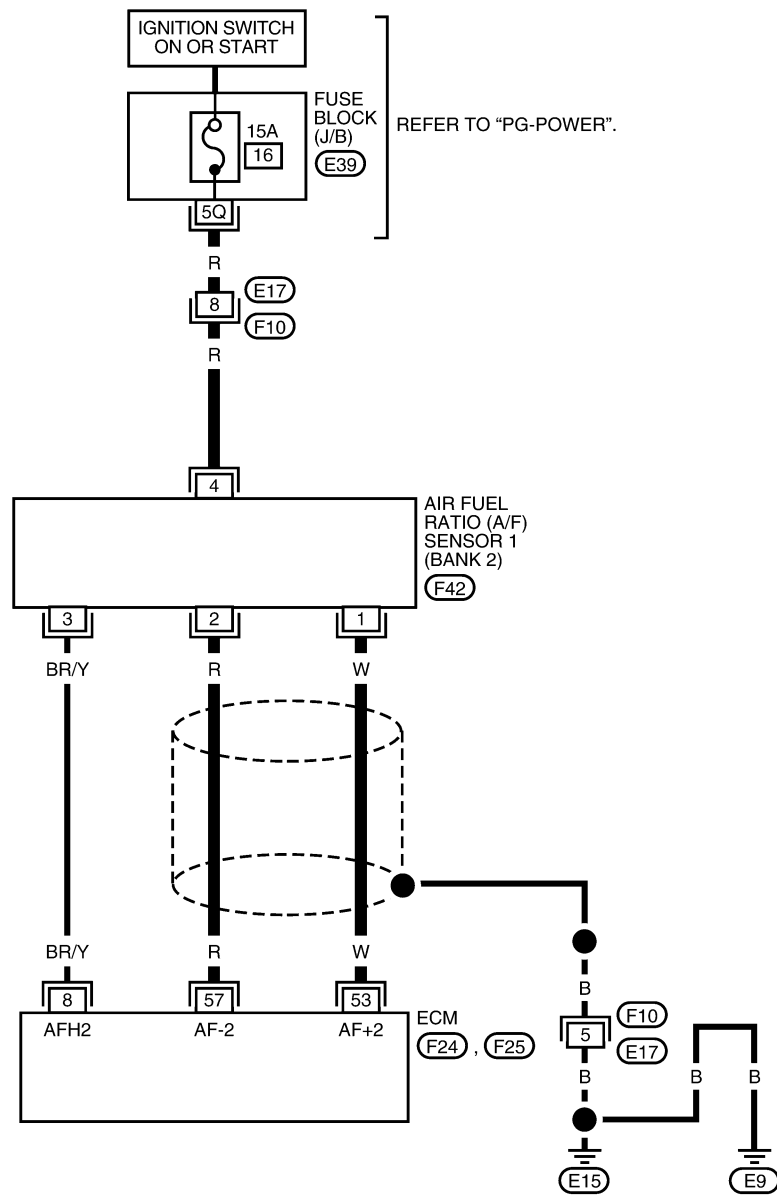 IGNITION SWITCH
ON OR START
FUSE
BLOCK
(J/B)
E39
15A
16
REFER TO “PG-POWER”.
5Q
R
E17
8
F10
R
4
AIR FUEL
RATIO (A/F)
SENSOR 1
(BANK 2)
F42
3 2 1
BR/Y R W
BR/Y R W
8 57 53
AFH2 AF-2 AF+2
ECM
F24 , F25
B
F10
5
E17
B B B
E15 E9